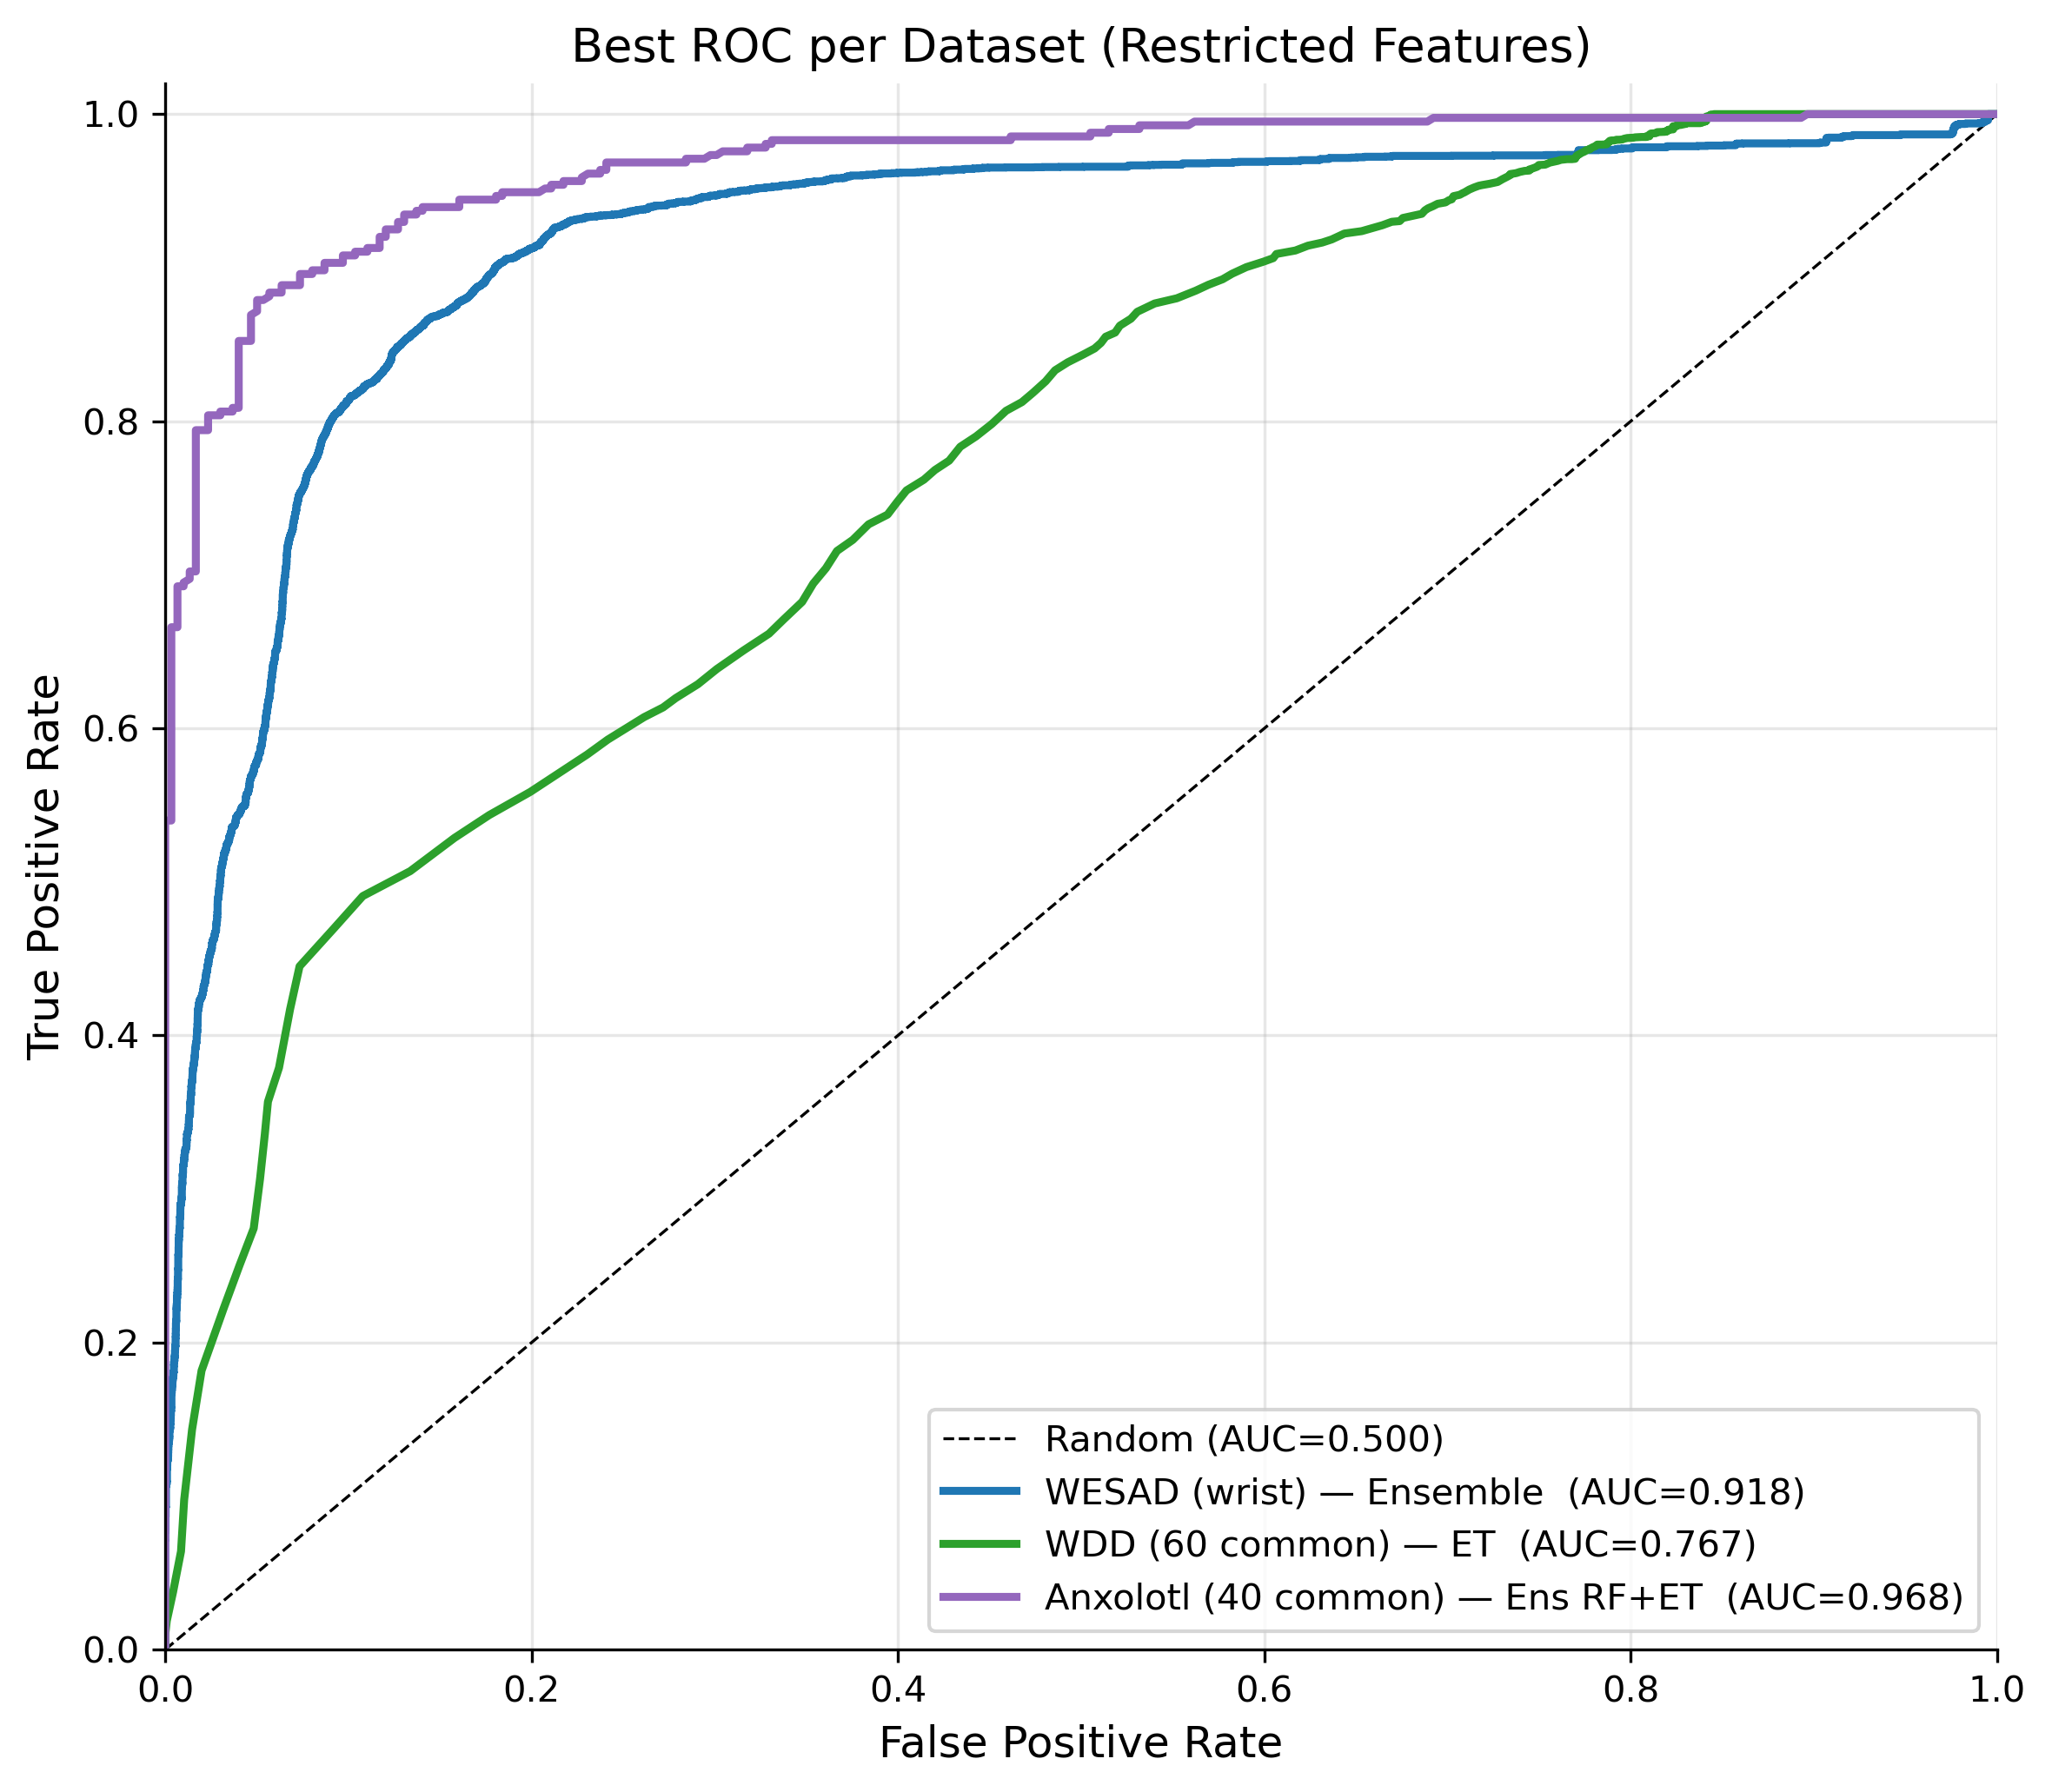 Best ROC per Dataset (Restricted Features)
1.0
0.8
0.6
0.4
0.2
0.0
True Positive Rate
Random (AUC=0.500)
WESAD (wrist) — Ensemble (AUC=0.918)
WDD (60 common) — ET (AUC=0.767)
Anxolotl (40 common) — Ens RF+ET (AUC=0.968)
0.0 0.2 0.4 0.6 0.8 1.0
False Positive Rate